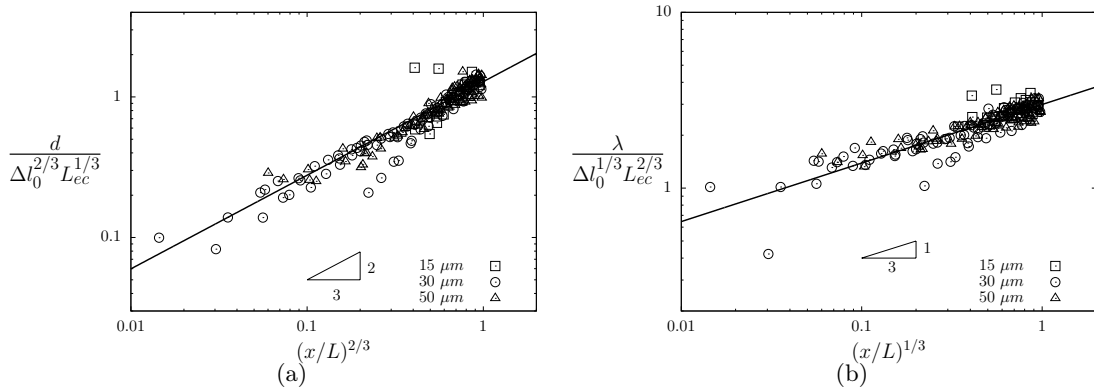 1
0.1
0.01
0.1
1
d
Δl_0^{2/3} L_{ec}^{1/3}
2
3
15 μm
30 μm
50 μm
(x/L)^{2/3}
(a)
10
1
0.01
0.1
1
λ
Δl_0^{1/3} L_{ec}^{2/3}
1
3
15 μm
30 μm
50 μm
(x/L)^{1/3}
(b)